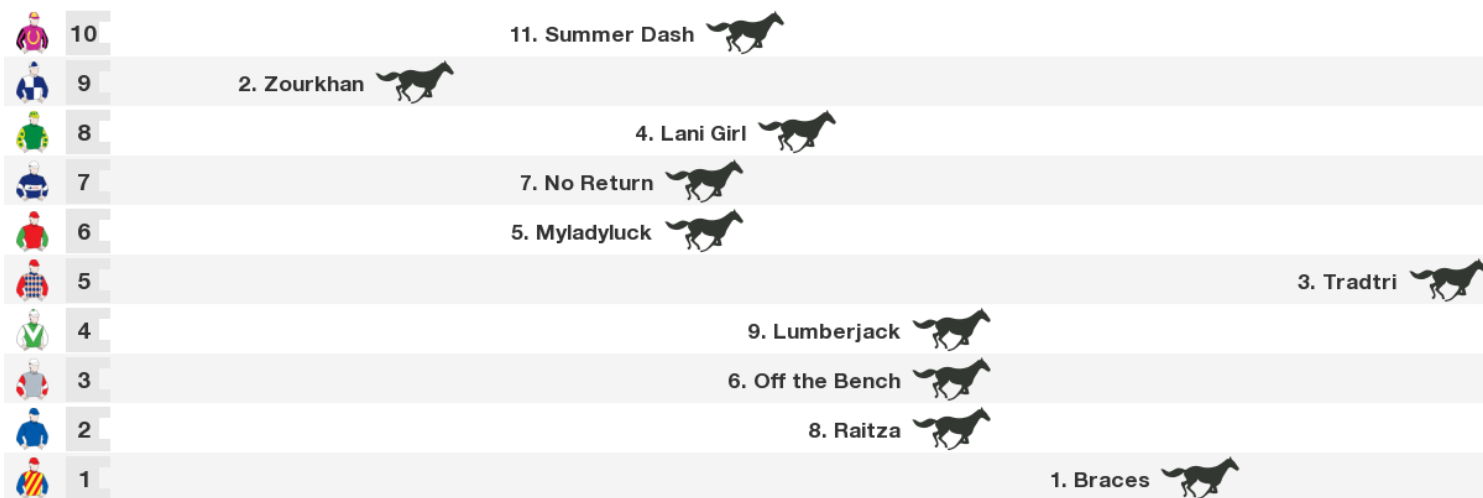 10 11. Summer Dash
9 2. Zourkhan
8 4. Lani Girl
7 7. No Return
6 5. Myladyluck
5 3. Tradtri
4 9. Lumberjack
3 6. Off the Bench
2 8. Raitza
1 1. Braces